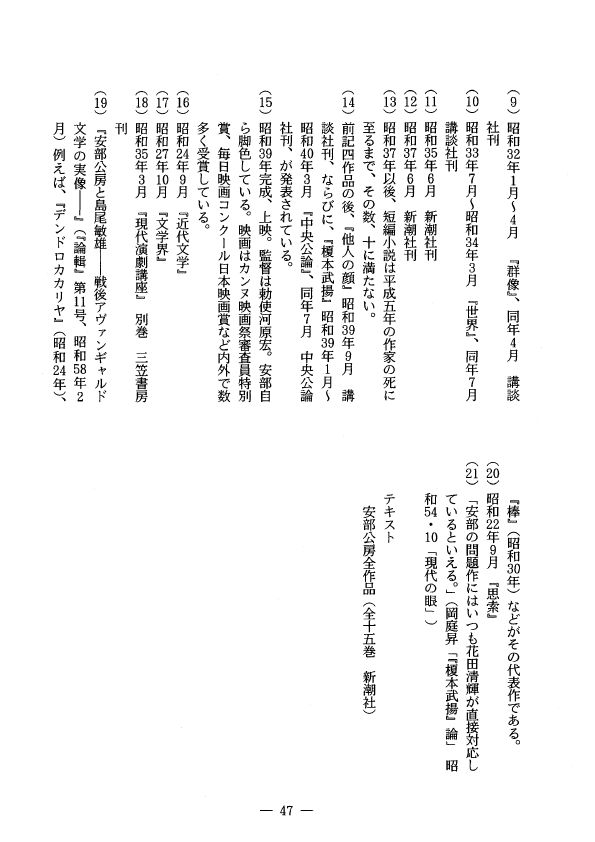 （９）昭和32年１月～４月　『群像』、同年４月　講談
社刊
（10）昭和33年７月～昭和34年３月　『世界』、同年７月
講談社刊
（11）昭和35年６月　新潮社刊
（12）昭和37年６月　新潮社刊
（13）昭和37年以後、短編小説は平成五年の作家の死に
至るまで、その数、十に満たない。
（14）前記四作品の後、『他人の顔』昭和39年９月　講
談社刊、ならびに、『榎本武揚』昭和39年１月～
昭和40年３月　『中央公論』、同年７月　中央公論
社刊、が発表されている。
（15）昭和39年完成、上映。監督は勅使河原宏。安部自
ら脚色している。映画はカンヌ映画祭審査員特別
賞、毎日映画コンクール日本映画賞など内外で数
多く受賞している。
（16）昭和24年９月　『近代文学』
（17）昭和27年10月　『文学界』
（18）昭和35年３月　『現代演劇講座』別巻　三笠書房
刊
（19）『安部公房と島尾敏雄――戦後アヴァンギャルド
文学の実像――』（『論輯』第11号、昭和58年２
月）例えば、『デンドロカカリヤ』（昭和24年）、
『棒』（昭和30年）などがその代表作である。
（20）昭和22年９月　『思索』
（21）「安部の問題作にはいつも花田清輝が直接対応し
ているといえる。」（岡庭昇「『榎本武揚』論」　昭
和54・10「現代の眼」）
テキスト
安部公房全作品（全十五巻　新潮社）
― 47 ―